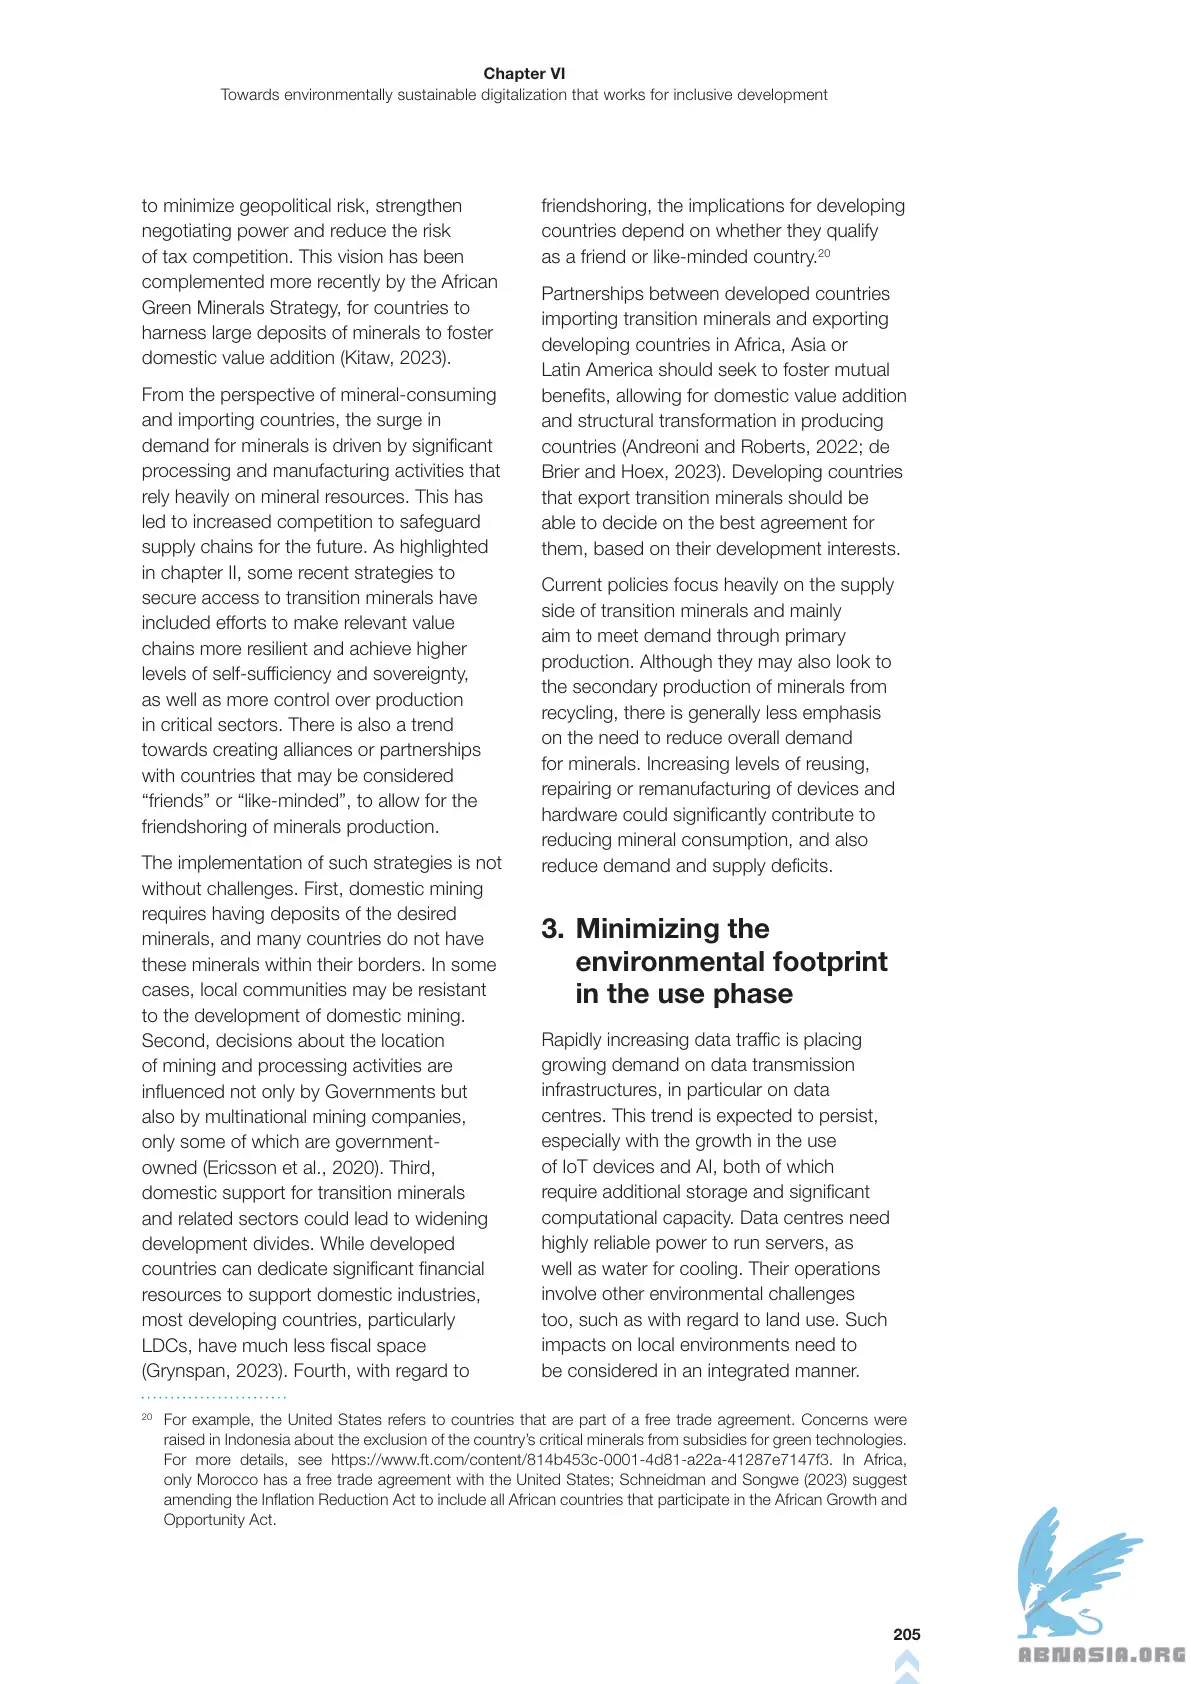 Chapter VI
Towards environmentally sustainable digitalization that works for inclusive development
to minimize geopolitical risk, strengthen
negotiating power and reduce the risk
of tax competition. This vision has been
complemented more recently by the African
Green Minerals Strategy, for countries to
harness large deposits of minerals to foster
domestic value addition (Kitaw, 2023).
From the perspective of mineral-consuming
and importing countries, the surge in
demand for minerals is driven by significant
processing and manufacturing activities that
rely heavily on mineral resources. This has
led to increased competition to safeguard
supply chains for the future. As highlighted
in chapter II, some recent strategies to
secure access to transition minerals have
included efforts to make relevant value
chains more resilient and achieve higher
levels of self-sufficiency and sovereignty,
as well as more control over production
in critical sectors. There is also a trend
towards creating alliances or partnerships
with countries that may be considered
“friends” or “like-minded”, to allow for the
friendshoring of minerals production.
The implementation of such strategies is not
without challenges. First, domestic mining
requires having deposits of the desired
minerals, and many countries do not have
these minerals within their borders. In some
cases, local communities may be resistant
to the development of domestic mining.
Second, decisions about the location
of mining and processing activities are
influenced not only by Governments but
also by multinational mining companies,
only some of which are government-
owned (Ericsson et al., 2020). Third,
domestic support for transition minerals
and related sectors could lead to widening
development divides. While developed
countries can dedicate significant financial
resources to support domestic industries,
most developing countries, particularly
LDCs, have much less fiscal space
(Grynspan, 2023). Fourth, with regard to
friendshoring, the implications for developing
countries depend on whether they qualify
as a friend or like-minded country.20
Partnerships between developed countries
importing transition minerals and exporting
developing countries in Africa, Asia or
Latin America should seek to foster mutual
benefits, allowing for domestic value addition
and structural transformation in producing
countries (Andreoni and Roberts, 2022; de
Brier and Hoex, 2023). Developing countries
that export transition minerals should be
able to decide on the best agreement for
them, based on their development interests.
Current policies focus heavily on the supply
side of transition minerals and mainly
aim to meet demand through primary
production. Although they may also look to
the secondary production of minerals from
recycling, there is generally less emphasis
on the need to reduce overall demand
for minerals. Increasing levels of reusing,
repairing or remanufacturing of devices and
hardware could significantly contribute to
reducing mineral consumption, and also
reduce demand and supply deficits.
3. Minimizing the
environmental footprint
in the use phase
Rapidly increasing data traffic is placing
growing demand on data transmission
infrastructures, in particular on data
centres. This trend is expected to persist,
especially with the growth in the use
of IoT devices and AI, both of which
require additional storage and significant
computational capacity. Data centres need
highly reliable power to run servers, as
well as water for cooling. Their operations
involve other environmental challenges
too, such as with regard to land use. Such
impacts on local environments need to
be considered in an integrated manner.
20 For example, the United States refers to countries that are part of a free trade agreement. Concerns were
raised in Indonesia about the exclusion of the country’s critical minerals from subsidies for green technologies.
For more details, see https://www.ft.com/content/814b453c-0001-4d81-a22a-41287e7147f3. In Africa,
only Morocco has a free trade agreement with the United States; Schneidman and Songwe (2023) suggest
amending the Inflation Reduction Act to include all African countries that participate in the African Growth and
Opportunity Act.
205
ABNASIA.ORG